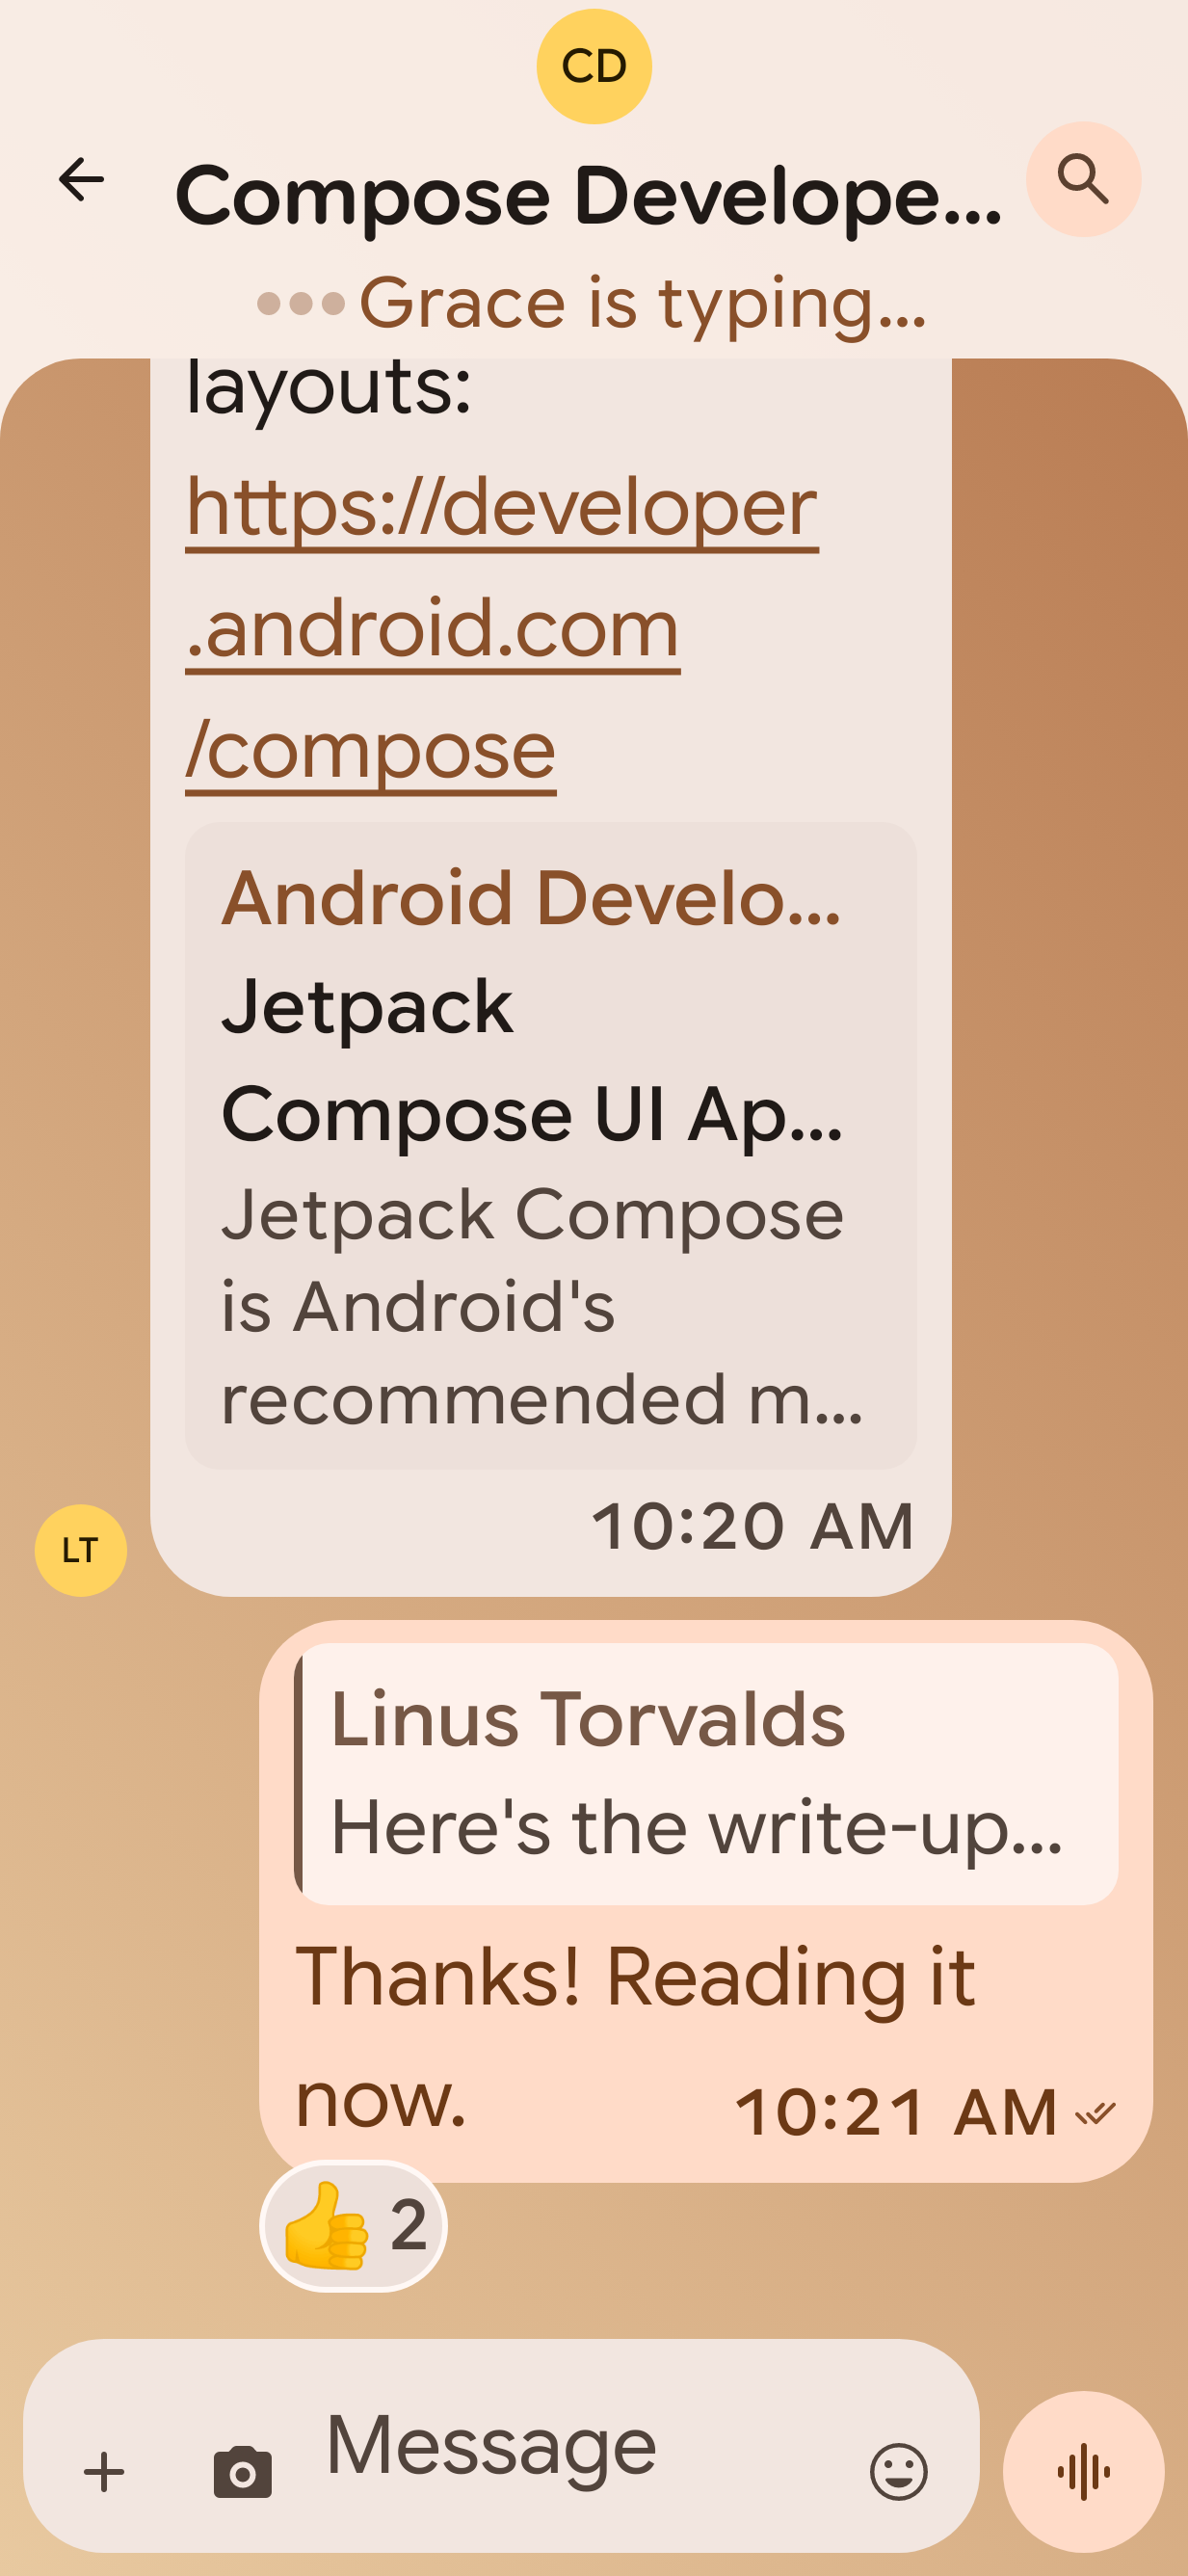 CD
Compose Develope...
Grace is typing...
layouts:
https://developer
.android.com
/compose
Android Develo...
Jetpack
Compose UI Ap...
Jetpack Compose
is Android's
recommended m...
10:20 AM
LT
Linus Torvalds
Here's the write-up...
Thanks! Reading it
now.
10:21 AM
👍 2
Message